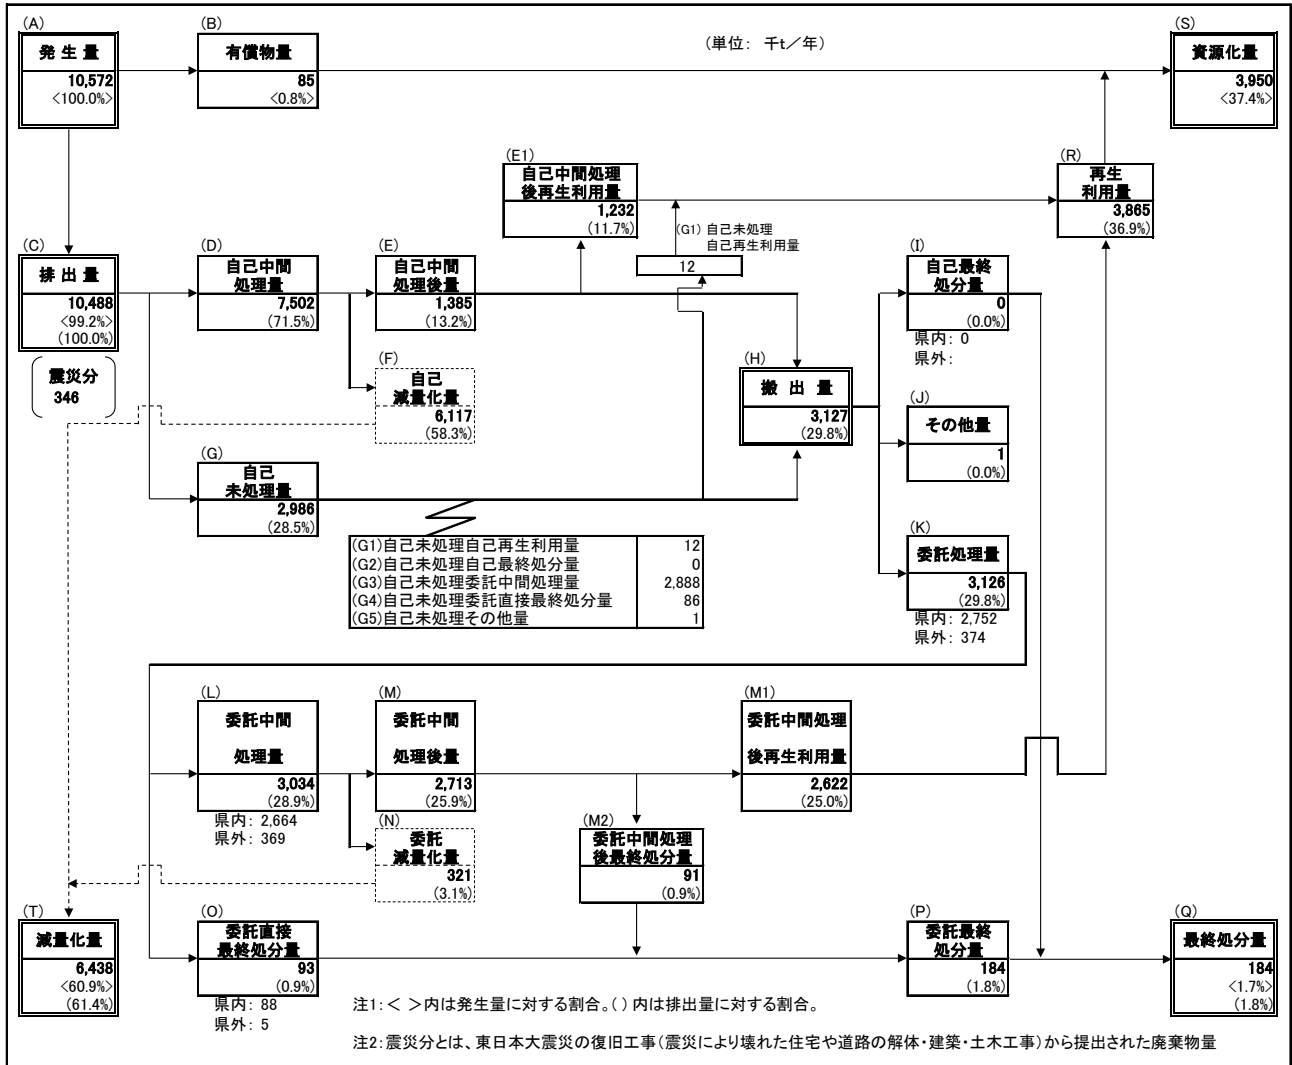 (A)
発 生 量
10,572
<100.0%>
(B)
有償物量
85
<0.8%>
(単位: 千t/年)
(S)
資源化量
3,950
<37.4%>
(E1)
自己中間処理
後再生利用量
1,232
(11.7%)
(R)
再生
利用量
3,865
(36.9%)
(G1) 自己未処理
自己再生利用量
12
(C)
排 出 量
10,488
<99.2%>
(100.0%)
震災分
346
(D)
自己中間
処理量
7,502
(71.5%)
(E)
自己中間
処理後量
1,385
(13.2%)
(F)
自己
減量化量
6,117
(58.3%)
(G)
自己
未処理量
2,986
(28.5%)
(G1)自己未処理自己再生利用量 12
(G2)自己未処理自己最終処分量 0
(G3)自己未処理委託中間処理量 2,888
(G4)自己未処理委託直接最終処分量 86
(G5)自己未処理その他量 1
(H)
搬 出 量
3,127
(29.8%)
(I)
自己最終
処分量
0
(0.0%)
県内: 0
県外:
(J)
その他量
1
(0.0%)
(K)
委託処理量
3,126
(29.8%)
県内: 2,752
県外: 374
(L)
委託中間
処理量
3,034
(28.9%)
県内: 2,664
県外: 369
(M)
委託中間
処理後量
2,713
(25.9%)
(N)
委託
減量化量
321
(3.1%)
(M1)
委託中間処理
後再生利用量
2,622
(25.0%)
(M2)
委託中間処理
後最終処分量
91
(0.9%)
(T)
減量化量
6,438
<60.9%>
(61.4%)
(O)
委託直接
最終処分量
93
(0.9%)
県内: 88
県外: 5
(P)
委託最終
処分量
184
(1.8%)
(Q)
最終処分量
184
<1.7%>
(1.8%)
注1:< >内は発生量に対する割合。( )内は排出量に対する割合。
注2:震災分とは、東日本大震災の復旧工事(震災により壊れた住宅や道路の解体・建築・土木工事)から提出された廃棄物量